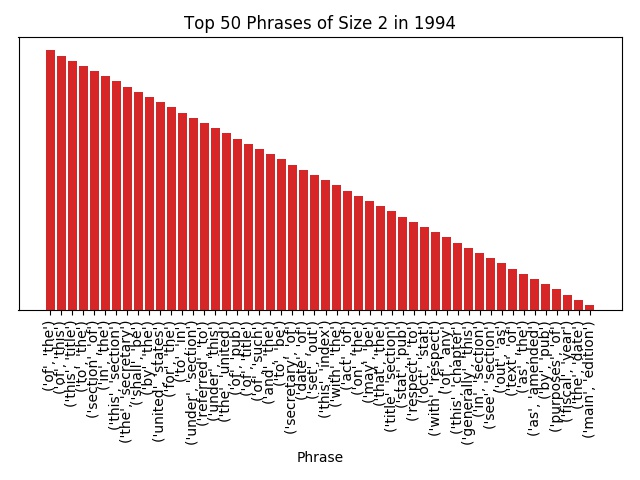 Top 50 Phrases of Size 2 in 1994
('of', 'the')
('of', 'this')
('this', 'title')
('to', 'the')
('section', 'of')
('in', 'the')
('this', 'section')
('the', 'secretary')
('shall', 'be')
('by', 'the')
('united', 'states')
('for', 'the')
('to', 'in')
('under', 'section')
('referred', 'to')
('under', 'this')
('the', 'united')
('of', 'pub')
('of', 'title')
('of', 'such')
('and', 'the')
('to', 'be')
('secretary', 'of')
('date', 'of')
('set', 'out')
('this', 'index')
('with', 'the')
('act', 'of')
('on', 'the')
('may', 'be')
('that', 'the')
('title', 'section')
('stat', 'pub')
('respect', 'to')
('oct', 'stat')
('with', 'respect')
('or', 'any')
('this', 'chapter')
('generally', 'this')
('in', 'section')
('see', 'section')
('out', 'as')
('text', 'of')
('as', 'the')
('as', 'amended')
('by', 'pub')
('purposes', 'of')
('fiscal', 'year')
('the', 'date')
('main', 'edition')
Phrase